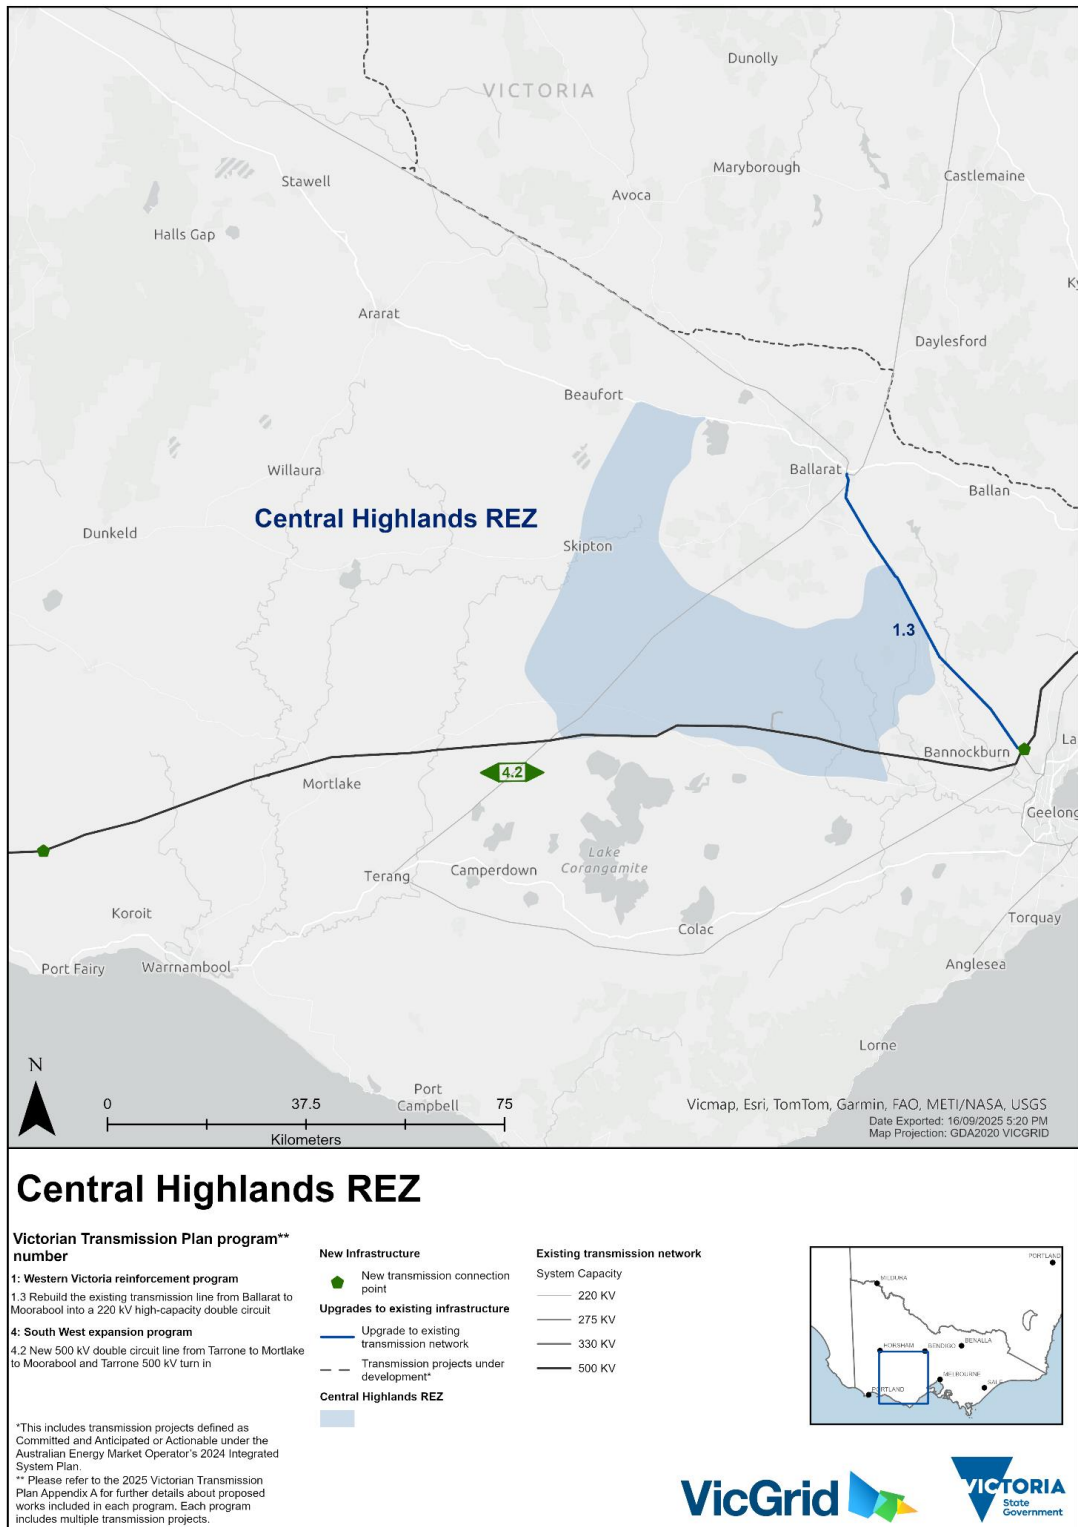 Dunolly
VICTORIA
Maryborough
Castlemaine
Stawell
Avoca
Halls Gap
Ky
Ararat
Daylesford
Beaufort
Willaura
Ballarat
Ballan
Central Highlands REZ
Dunkeld
Skipton
1.3
Bannockburn
La
4.2
Mortlake
Geelong
Lake
Corangamite
Camperdown
Terang
Koroit
Colac
Torquay
Port Fairy
Warrnambool
Anglesea
Lorne
N
Port
Campbell
0 37.5 75
Kilometers
Vicmap, Esri, TomTom, Garmin, FAO, METI/NASA, USGS
Date Exported: 16/09/2025 5:20 PM
Map Projection: GDA2020 VICGRID
Central Highlands REZ
Victorian Transmission Plan program**
number
1: Western Victoria reinforcement program
1.3 Rebuild the existing transmission line from Ballarat to
Moorabool into a 220 kV high-capacity double circuit
4: South West expansion program
4.2 New 500 kV double circuit line from Tarrone to Mortlake
to Moorabool and Tarrone 500 kV turn in
*This includes transmission projects defined as
Committed and Anticipated or Actionable under the
Australian Energy Market Operator's 2024 Integrated
System Plan.
** Please refer to the 2025 Victorian Transmission
Plan Appendix A for further details about proposed
works included in each program. Each program
includes multiple transmission projects.
New Infrastructure
New transmission connection
point
Upgrades to existing infrastructure
Upgrade to existing
transmission network
Transmission projects under
development*
Central Highlands REZ
Existing transmission network
System Capacity
220 KV
275 KV
330 KV
500 KV
PORTLAND
MILDURA
HORSHAM
BENDIGO
BENALLA
MELBOURNE
SALE
PORTLAND
VicGrid
VICTORIA
State
Government